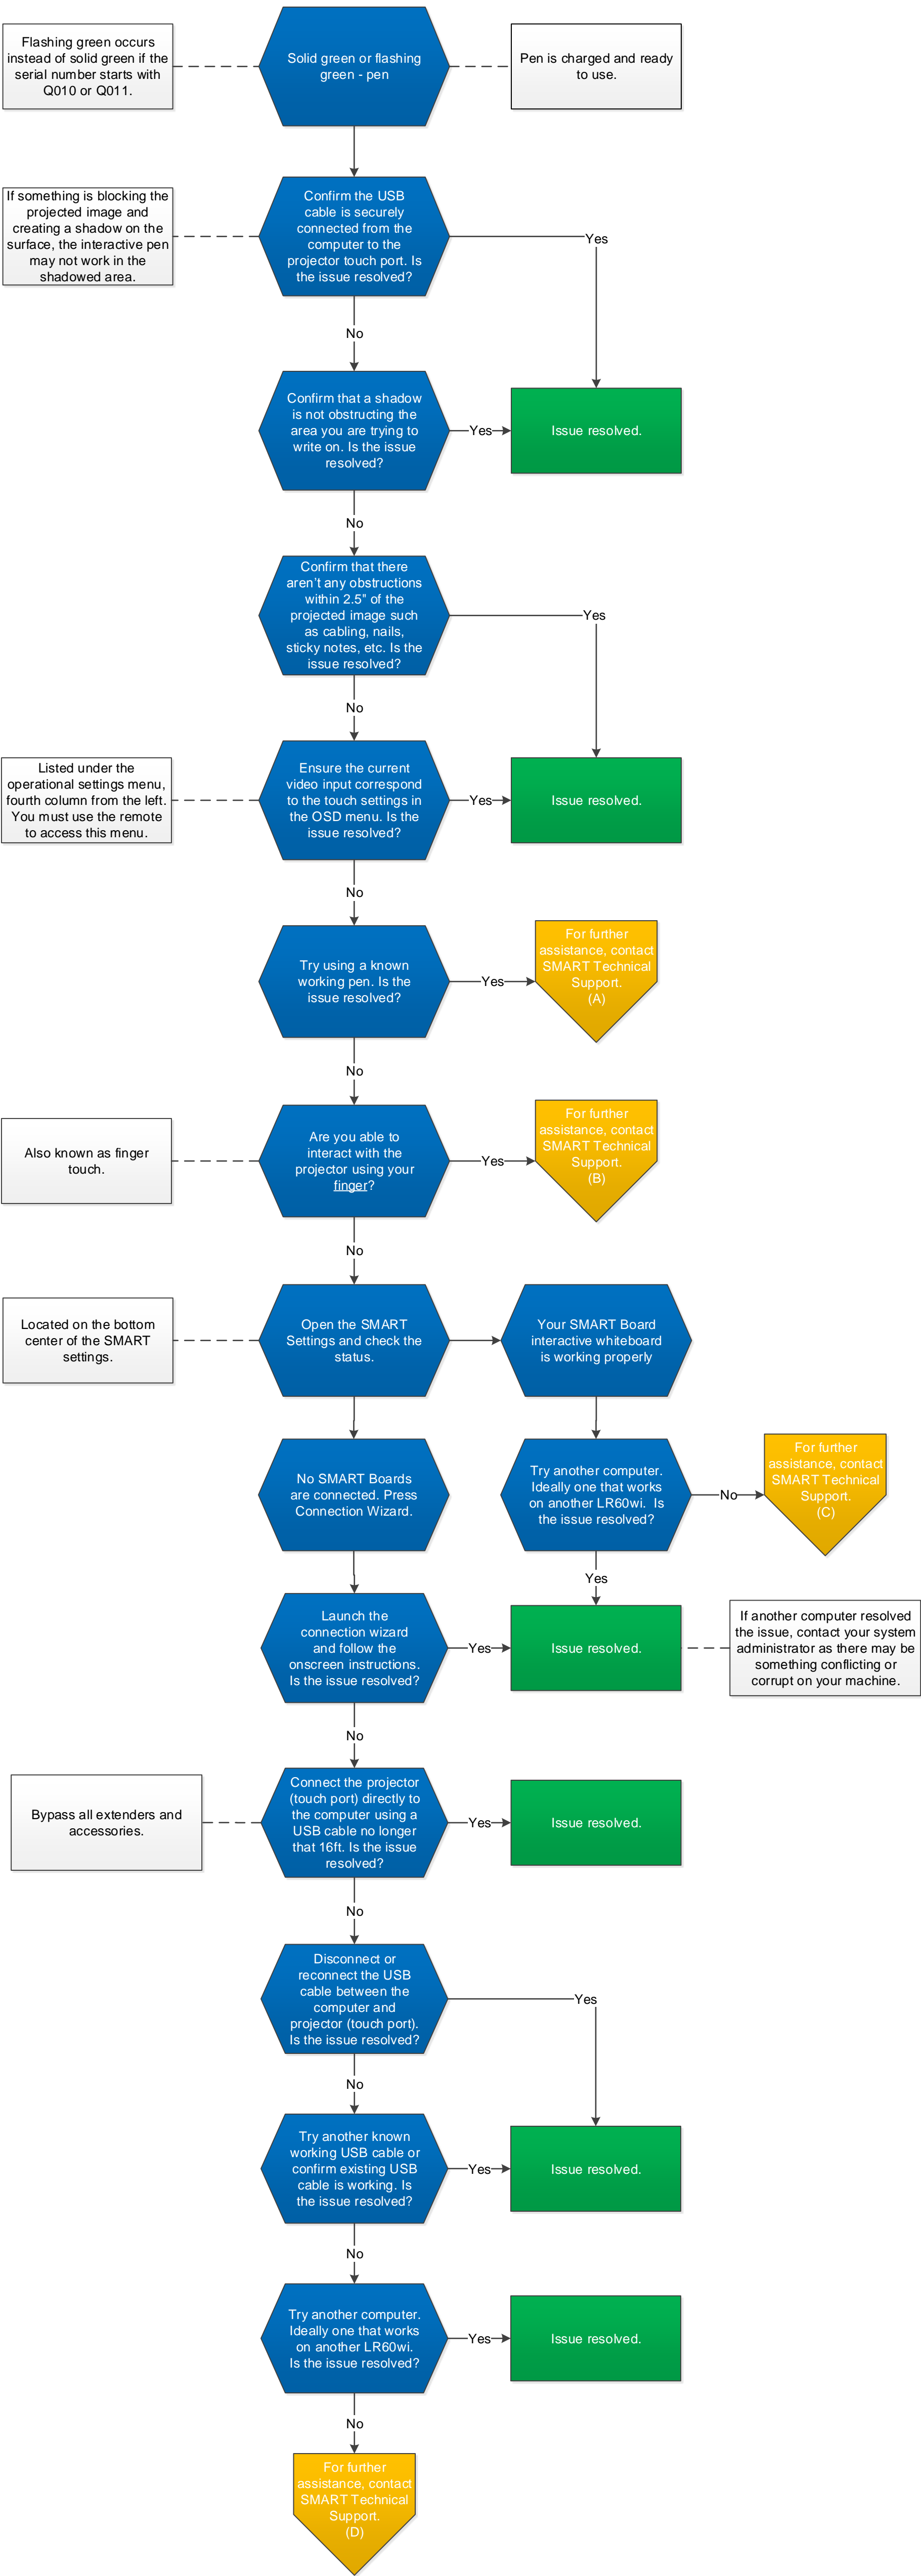 Flashing green occurs
instead of solid green if the
serial number starts with
Q010 or Q011.
Solid green or flashing
green - pen
Pen is charged and ready
to use.
If something is blocking the
projected image and
creating a shadow on the
surface, the interactive pen
may not work in the
shadowed area.
Confirm the USB
cable is securely
connected from the
computer to the
projector touch port. Is
the issue resolved?
Yes
No
Confirm that a shadow
is not obstructing the
area you are trying to
write on. Is the issue
resolved?
Yes
Issue resolved.
No
Confirm that there
aren't any obstructions
within 2.5" of the
projected image such
as cabling, nails,
sticky notes, etc. Is the
issue resolved?
Yes
No
Listed under the
operational settings menu,
fourth column from the left.
You must use the remote
to access this menu.
Ensure the current
video input correspond
to the touch settings in
the OSD menu. Is the
issue resolved?
Yes
Issue resolved.
No
Try using a known
working pen. Is the
issue resolved?
Yes
For further
assistance, contact
SMART Technical
Support.
(A)
No
Also known as finger
touch.
Are you able to
interact with the
projector using your
finger?
Yes
For further
assistance, contact
SMART Technical
Support.
(B)
No
Located on the bottom
center of the SMART
settings.
Open the SMART
Settings and check the
status.
Your SMART Board
interactive whiteboard
is working properly
No SMART Boards
are connected. Press
Connection Wizard.
Try another computer.
Ideally one that works
on another LR60wi.  Is
the issue resolved?
No
For further
assistance, contact
SMART Technical
Support.
(C)
Yes
Launch the
connection wizard
and follow the
onscreen instructions.
Is the issue resolved?
Yes
Issue resolved.
If another computer resolved
the issue, contact your system
administrator as there may be
something conflicting or
corrupt on your machine.
No
Bypass all extenders and
accessories.
Connect the projector
(touch port) directly to
the computer using a
USB cable no longer
that 16ft. Is the issue
resolved?
Yes
Issue resolved.
No
Disconnect or
reconnect the USB
cable between the
computer and
projector (touch port).
Is the issue resolved?
Yes
No
Try another known
working USB cable or
confirm existing USB
cable is working. Is
the issue resolved?
Yes
Issue resolved.
No
Try another computer.
Ideally one that works
on another LR60wi.
Is the issue resolved?
Yes
Issue resolved.
No
For further
assistance, contact
SMART Technical
Support.
(D)